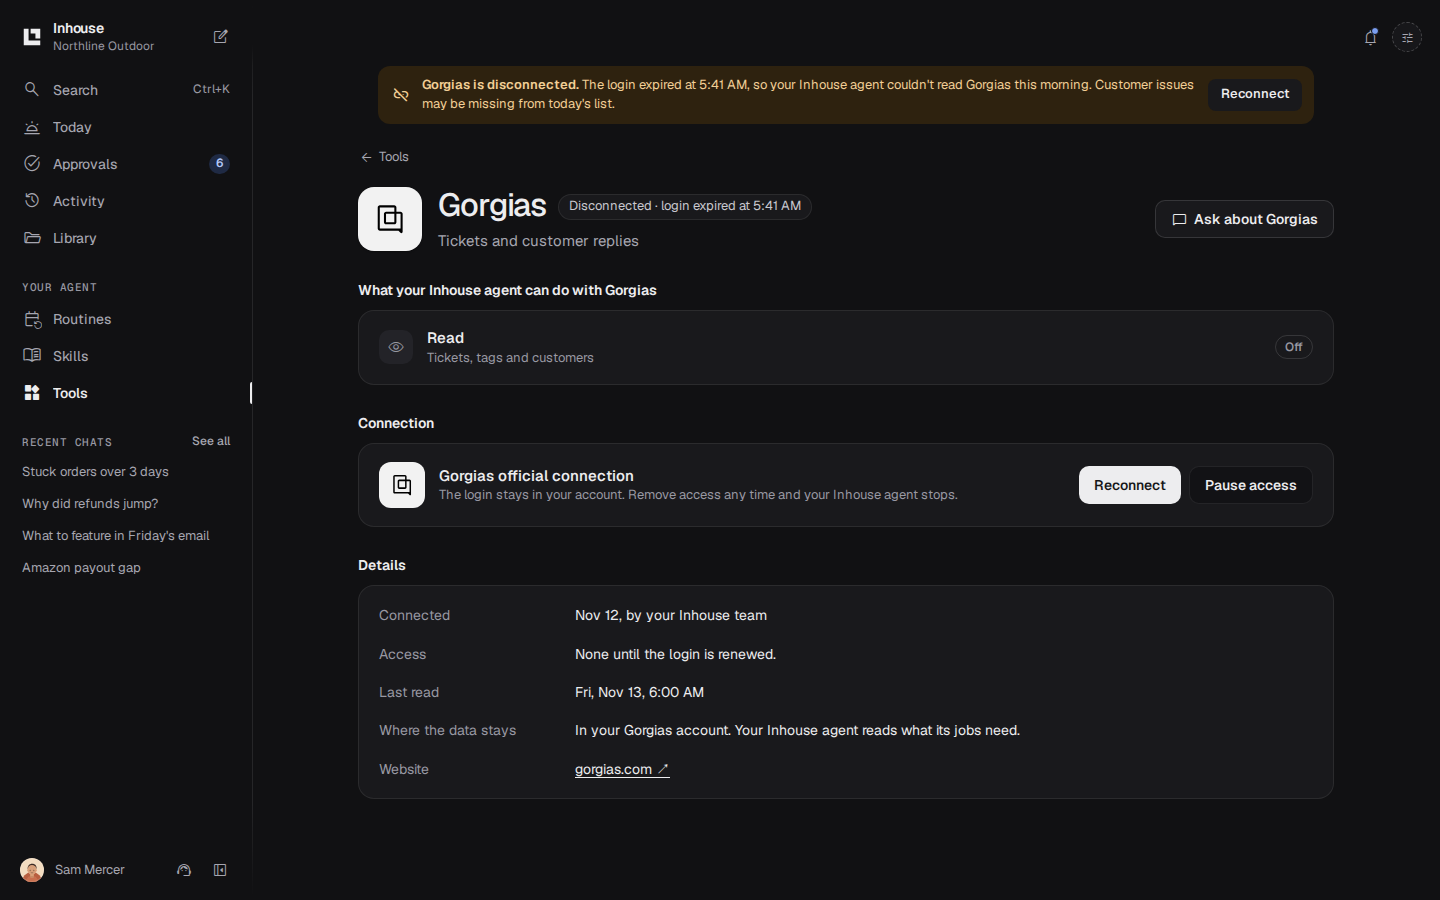 Inhouse
Northline Outdoor
Search Ctrl+K
Today
Approvals 6
Activity
Library
YOUR AGENT
Routines
Skills
Tools
RECENT CHATS See all
Stuck orders over 3 days
Why did refunds jump?
What to feature in Friday's email
Amazon payout gap
Sam Mercer
Gorgias is disconnected. The login expired at 5:41 AM, so your Inhouse agent couldn't read Gorgias this morning. Customer issues
may be missing from today's list.
Reconnect
← Tools
Gorgias
Disconnected · login expired at 5:41 AM
Tickets and customer replies
Ask about Gorgias
What your Inhouse agent can do with Gorgias
Read
Tickets, tags and customers
Off
Connection
Gorgias official connection
The login stays in your account. Remove access any time and your Inhouse agent stops.
Reconnect
Pause access
Details
Connected Nov 12, by your Inhouse team
Access None until the login is renewed.
Last read Fri, Nov 13, 6:00 AM
Where the data stays In your Gorgias account. Your Inhouse agent reads what its jobs need.
Website gorgias.com ↗